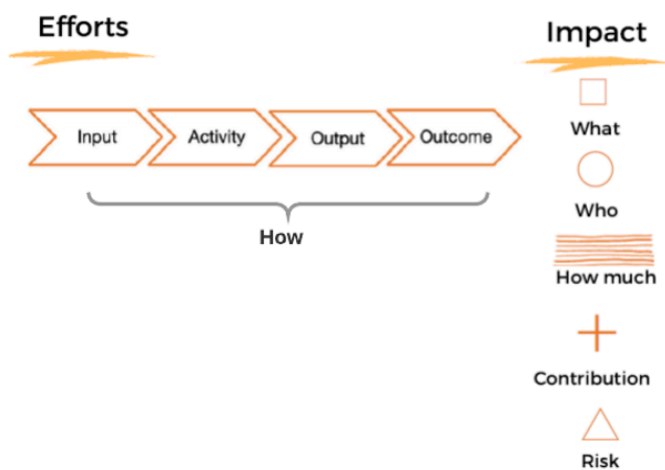 Efforts
Impact
Input
Activity
Output
Outcome
How
What
Who
How much
Contribution
Risk